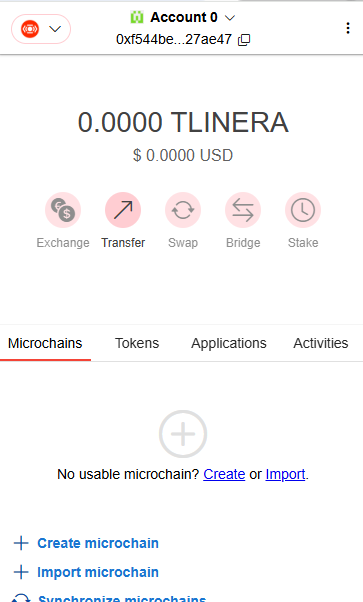 Account 0
0xf544be...27ae47
0.0000 TLINERA
$ 0.0000 USD
Exchange Transfer Swap Bridge Stake
Microchains Tokens Applications Activities
No usable microchain? Create or Import.
Create microchain
Import microchain
Synchronize microchains